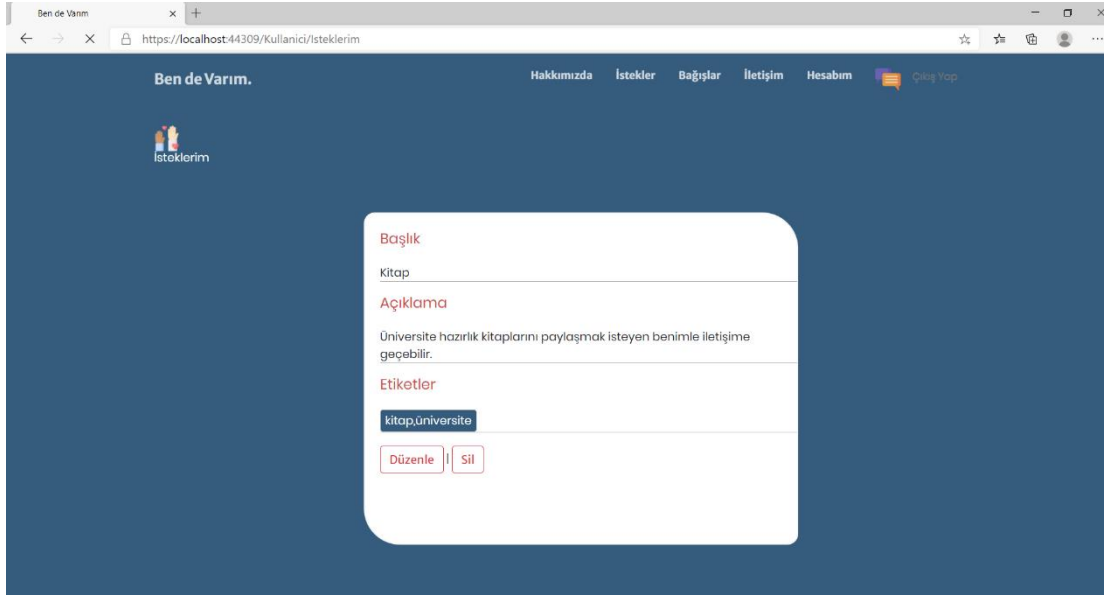 Ben de Varım
https://localhost:44309/Kullanici/Isteklerim
Ben de Varım.
Hakkımızda İstekler Bağışlar İletişim Hesabım Çıkış Yap
İsteklerim
Başlık
Kitap
Açıklama
Üniversite hazırlık kitaplarını paylaşmak isteyen benimle iletişime
geçebilir.
Etiketler
kitap,üniversite
Düzenle | Sil